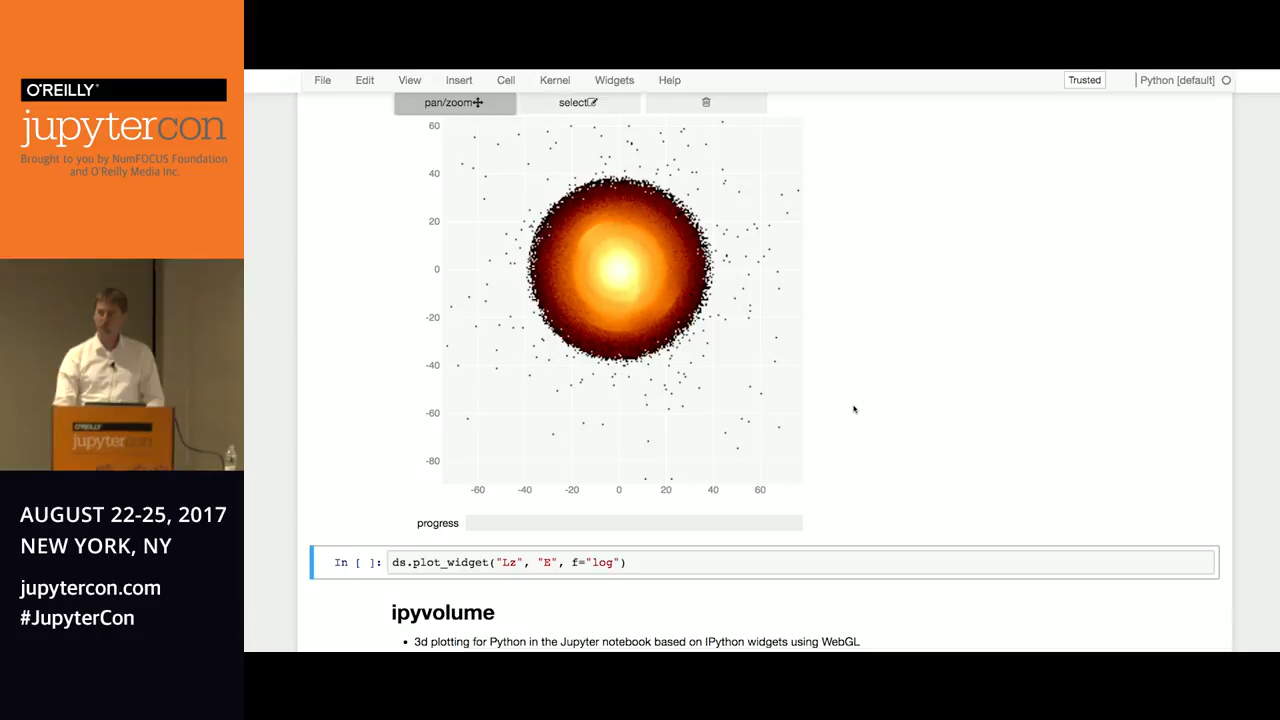 O'REILLY®
jupytercon
Brought to you by NumFOCUS Foundation
and O'Reilly Media Inc.
O'REILLY
jupytercon
AUGUST 22-25, 2017
NEW YORK, NY
jupytercon.com
#JupyterCon
File Edit View Insert Cell Kernel Widgets Help Trusted Python [default]
pan/zoom select
60
40
20
0
-20
-40
-60
-80
-60 -40 -20 0 20 40 60
progress
In [ ]: ds.plot_widget("Lz", "E", f="log")
ipyvolume
• 3d plotting for Python in the Jupyter notebook based on IPython widgets using WebGL